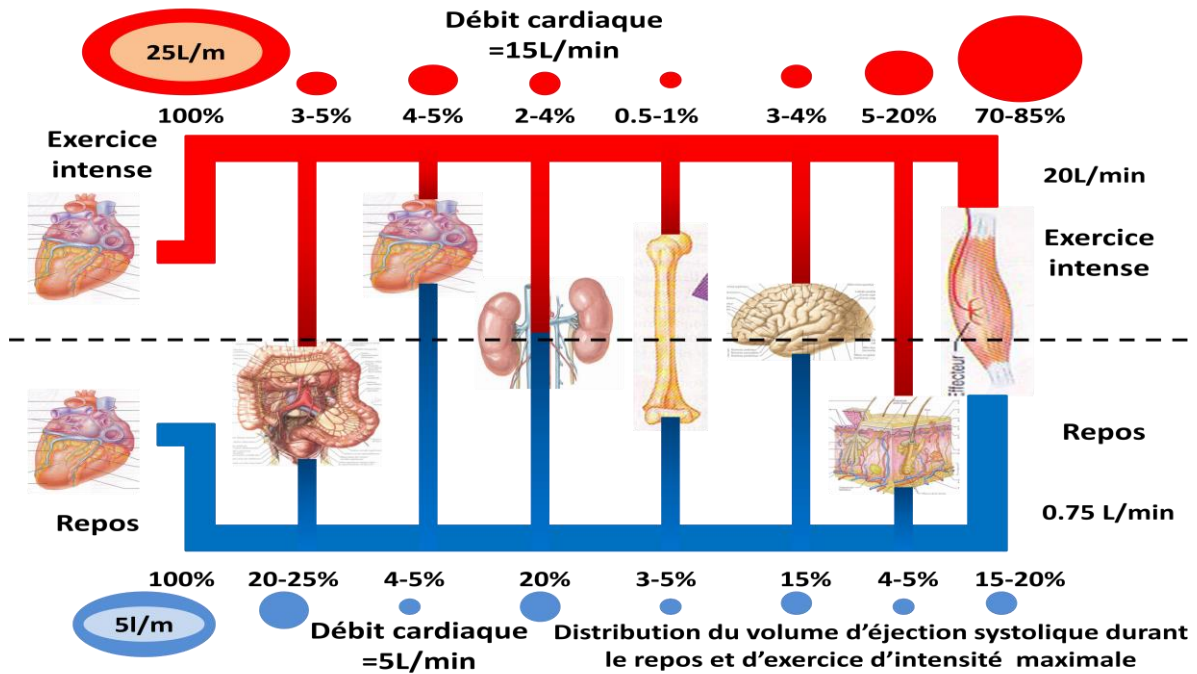 25L/m
Débit cardiaque
=15L/min
100%
3-5%
4-5%
2-4%
0.5-1%
3-4%
5-20%
70-85%
Exercice
intense
20L/min
Exercice
intense
ffecteur
Repos
Repos
0.75 L/min
100%
20-25%
4-5%
20%
3-5%
15%
4-5%
15-20%
5l/m
Débit cardiaque
=5L/min
Distribution du volume d'éjection systolique durant
le repos et d'exercice d'intensité maximale